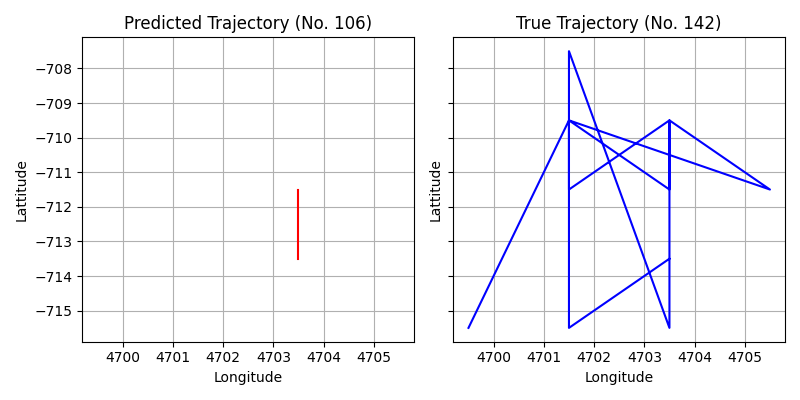 Predicted Trajectory (No. 106)
True Trajectory (No. 142)
Lattitude
−708
−709
−710
−711
−712
−713
−714
−715
4700 4701 4702 4703 4704 4705
Longitude
Lattitude
4700 4701 4702 4703 4704 4705
Longitude